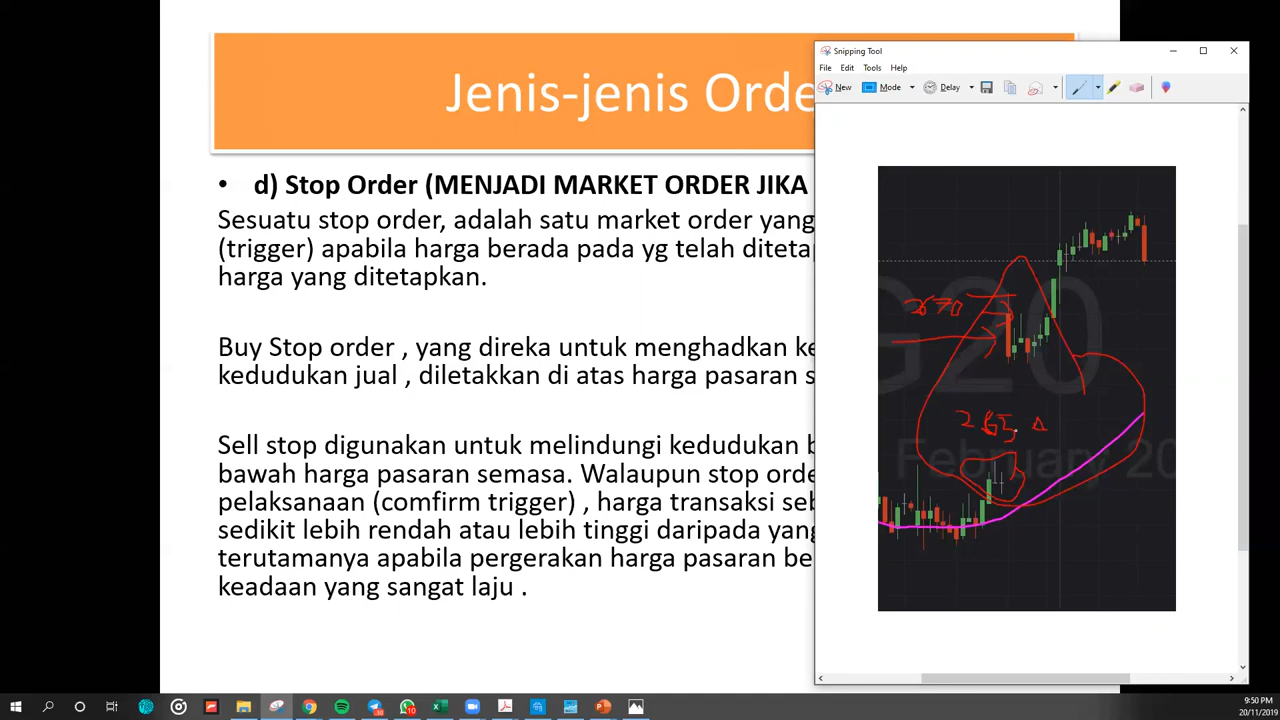 Jenis-jenis Orde
• d) Stop Order (MENJADI MARKET ORDER JIKA
Sesuatu stop order, adalah satu market order yang
(trigger) apabila harga berada pada yg telah ditetap
harga yang ditetapkan.
Buy Stop order , yang direka untuk menghadkan ke
kedudukan jual , diletakkan di atas harga pasaran s
Sell stop digunakan untuk melindungi kedudukan b
bawah harga pasaran semasa. Walaupun stop orde
pelaksanaan (comfirm trigger) , harga transaksi seb
sedikit lebih rendah atau lebih tinggi daripada yang
terutamanya apabila pergerakan harga pasaran be
keadaan yang sangat laju .
Snipping Tool
File Edit Tools Help
New Mode Delay
G20
2670
February 20
9:50 PM
20/11/2019